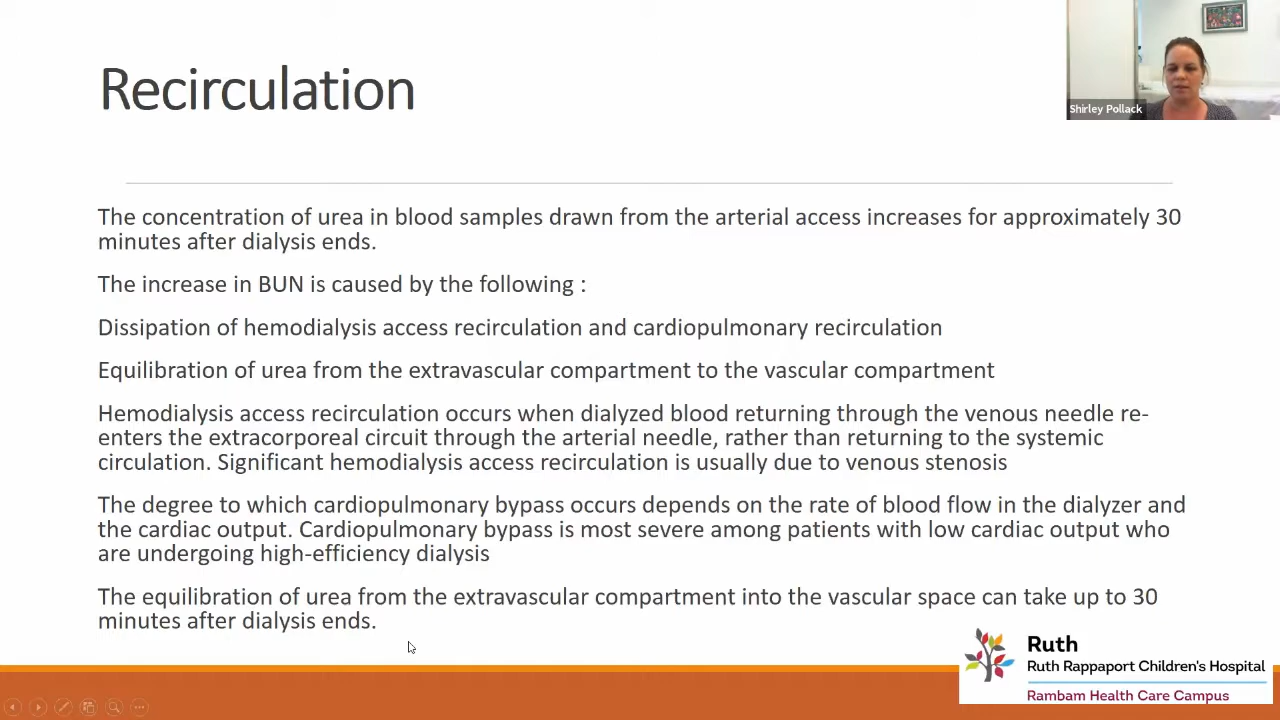 Recirculation
Shirley Pollack
The concentration of urea in blood samples drawn from the arterial access increases for approximately 30
minutes after dialysis ends.
The increase in BUN is caused by the following :
Dissipation of hemodialysis access recirculation and cardiopulmonary recirculation
Equilibration of urea from the extravascular compartment to the vascular compartment
Hemodialysis access recirculation occurs when dialyzed blood returning through the venous needle re-
enters the extracorporeal circuit through the arterial needle, rather than returning to the systemic
circulation. Significant hemodialysis access recirculation is usually due to venous stenosis
The degree to which cardiopulmonary bypass occurs depends on the rate of blood flow in the dialyzer and
the cardiac output. Cardiopulmonary bypass is most severe among patients with low cardiac output who
are undergoing high-efficiency dialysis
The equilibration of urea from the extravascular compartment into the vascular space can take up to 30
minutes after dialysis ends.
Ruth
Ruth Rappaport Children's Hospital
Rambam Health Care Campus